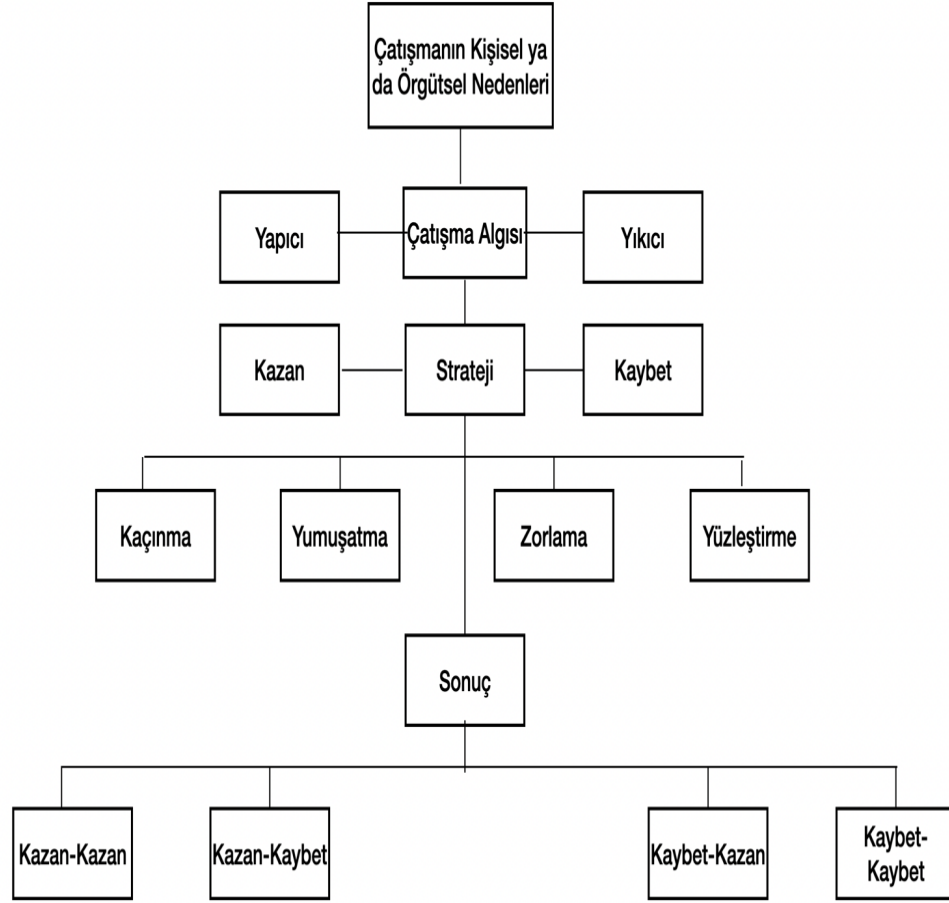 Çatışmanın Kişisel ya
da Örgütsel Nedenleri
Yapıcı
Çatışma Algısı
Yıkıcı
Kazan
Strateji
Kaybet
Kaçınma
Yumuşatma
Zorlama
Yüzleştirme
Sonuç
Kazan-Kazan
Kazan-Kaybet
Kaybet-Kazan
Kaybet-
Kaybet